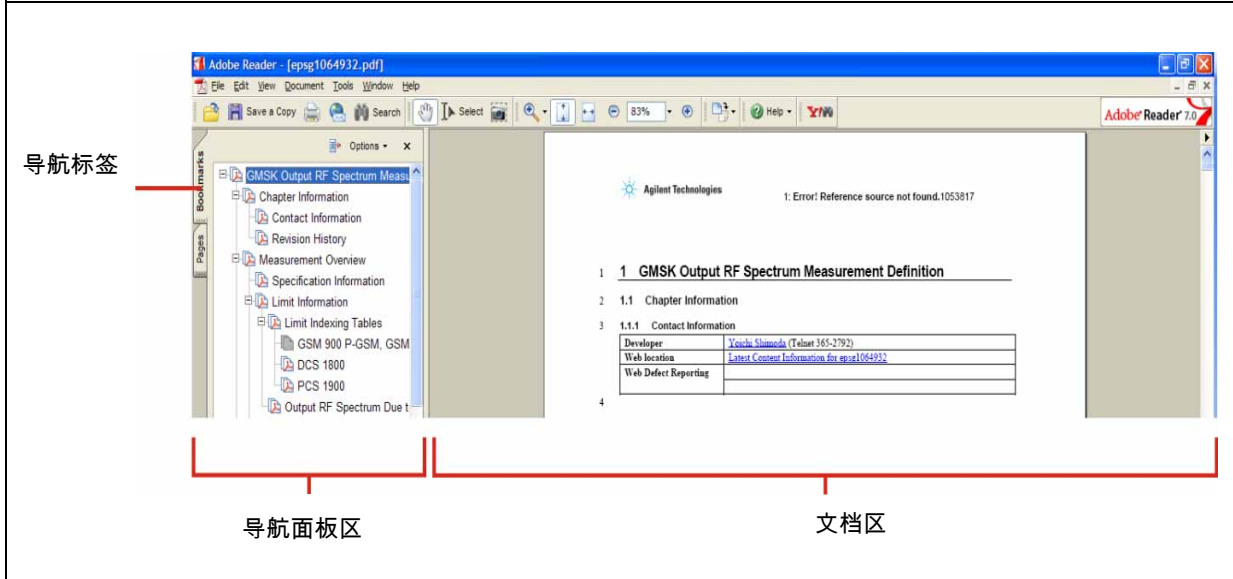 Adobe Reader - [epsg1064932.pdf]
File Edit View Document Tools Window Help
Save a Copy Search Select 83% Help Y! Adobe Reader 7.0
导航标签
Bookmarks
Pages
Options
GMSK Output RF Spectrum Measu
Chapter Information
Contact Information
Revision History
Measurement Overview
Specification Information
Limit Information
Limit Indexing Tables
GSM 900 P-GSM, GSM
DCS 1800
PCS 1900
Output RF Spectrum Due t
Agilent Technologies
1: Error! Reference source not found.1053817
1 1 GMSK Output RF Spectrum Measurement Definition
2 1.1 Chapter Information
3 1.1.1 Contact Information
Developer Yoichi Shimoda (Telnet 365-2792)
Web location Latest Content Information for epsg1064932
Web Defect Reporting
4
导航面板区
文档区